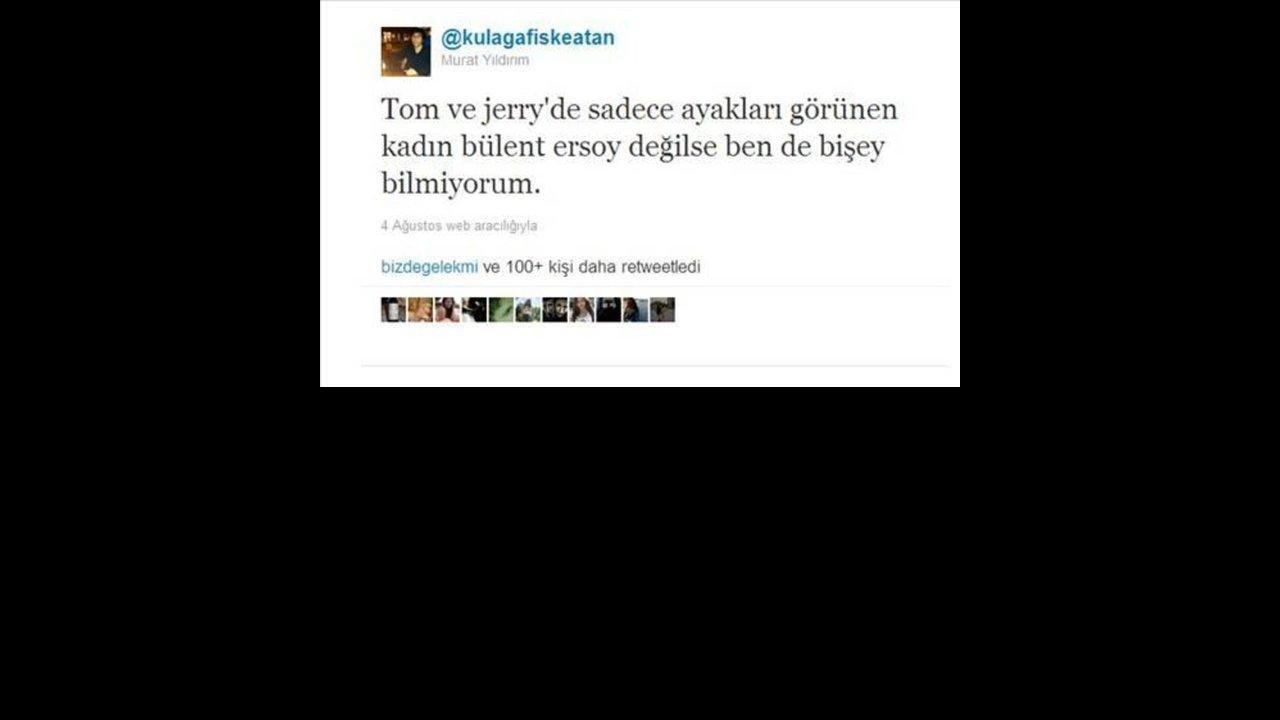 @kulagafiskeatan
Murat Yıldırım
Tom ve jerry'de sadece ayakları görünen
kadın bülent ersoy değilse ben de bişey
bilmiyorum.
4 Ağustos web aracılığıyla
bizdegelekmi ve 100+ kişi daha retweetledi